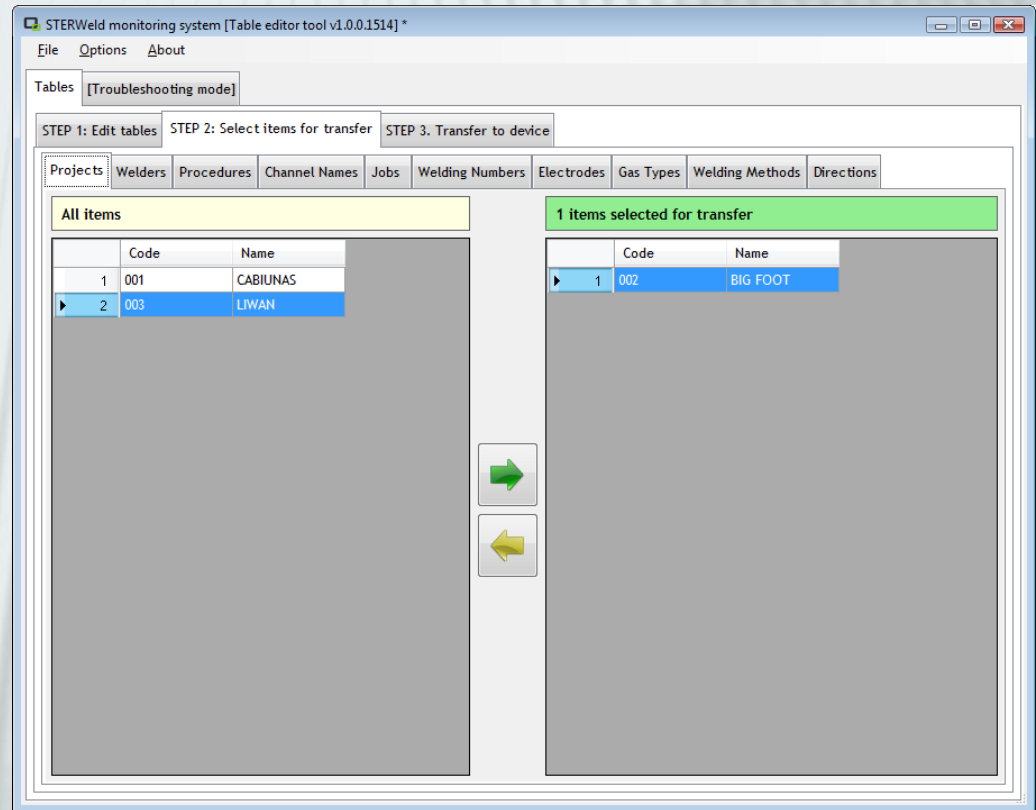 STERWeld monitoring system [Table editor tool v1.0.0.1514] *
File Options About
Tables [Troubleshooting mode]
STEP 1: Edit tables STEP 2: Select items for transfer STEP 3. Transfer to device
Projects Welders Procedures Channel Names Jobs Welding Numbers Electrodes Gas Types Welding Methods Directions
All items
Code Name
1 001 CABIUNAS
2 003 LIWAN
1 items selected for transfer
Code Name
1 002 BIG FOOT